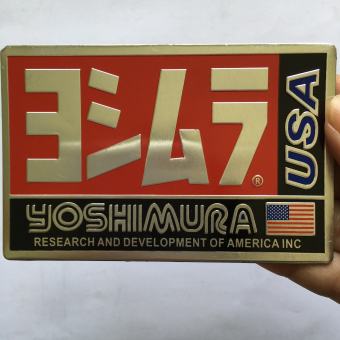 ヨシムラ®
USA
YOSHIMURA
RESEARCH AND DEVELOPMENT OF AMERICA INC